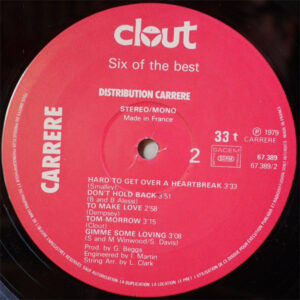 clout
Six of the best
DISTRIBUTION CARRERE
STEREO/MONO
Made in France
CARRERE
33 t
℗ 1979
CARRERE
SACEM
2
67.389
67.389/2
HARD TO GET OVER A HEARTBREAK 3'33
(Smalley)
DON'T HOLD BACK 3'51
(B and B Alessi)
TO MAKE LOVE 2'58
(Dempsey)
TOM MORROW 3'15
(Clout)
GIMME SOME LOVING 3'08
(S and M Winwood/S. Davis)
Prod. by G. Beggs
Engineered by I. Martin
String Arr. by L. Clark